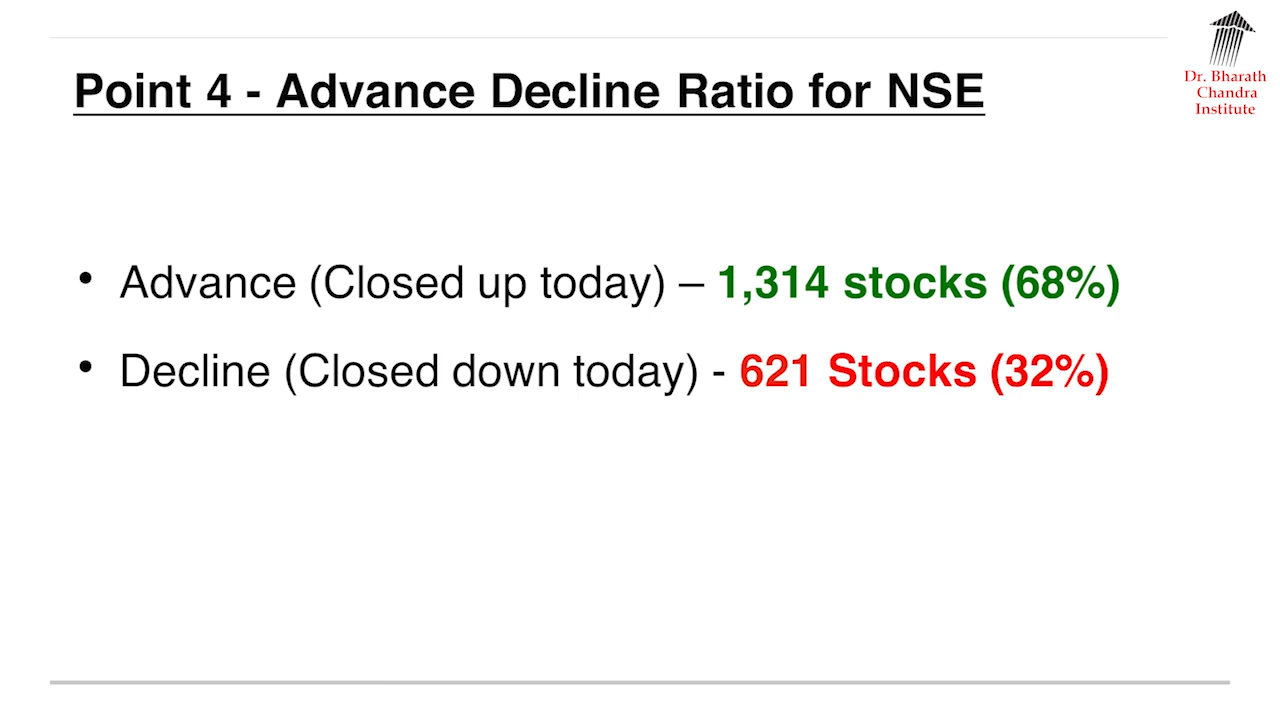 Point 4 - Advance Decline Ratio for NSE
Dr. Bharath
Chandra
Institute
• Advance (Closed up today) – 1,314 stocks (68%)
• Decline (Closed down today) - 621 Stocks (32%)